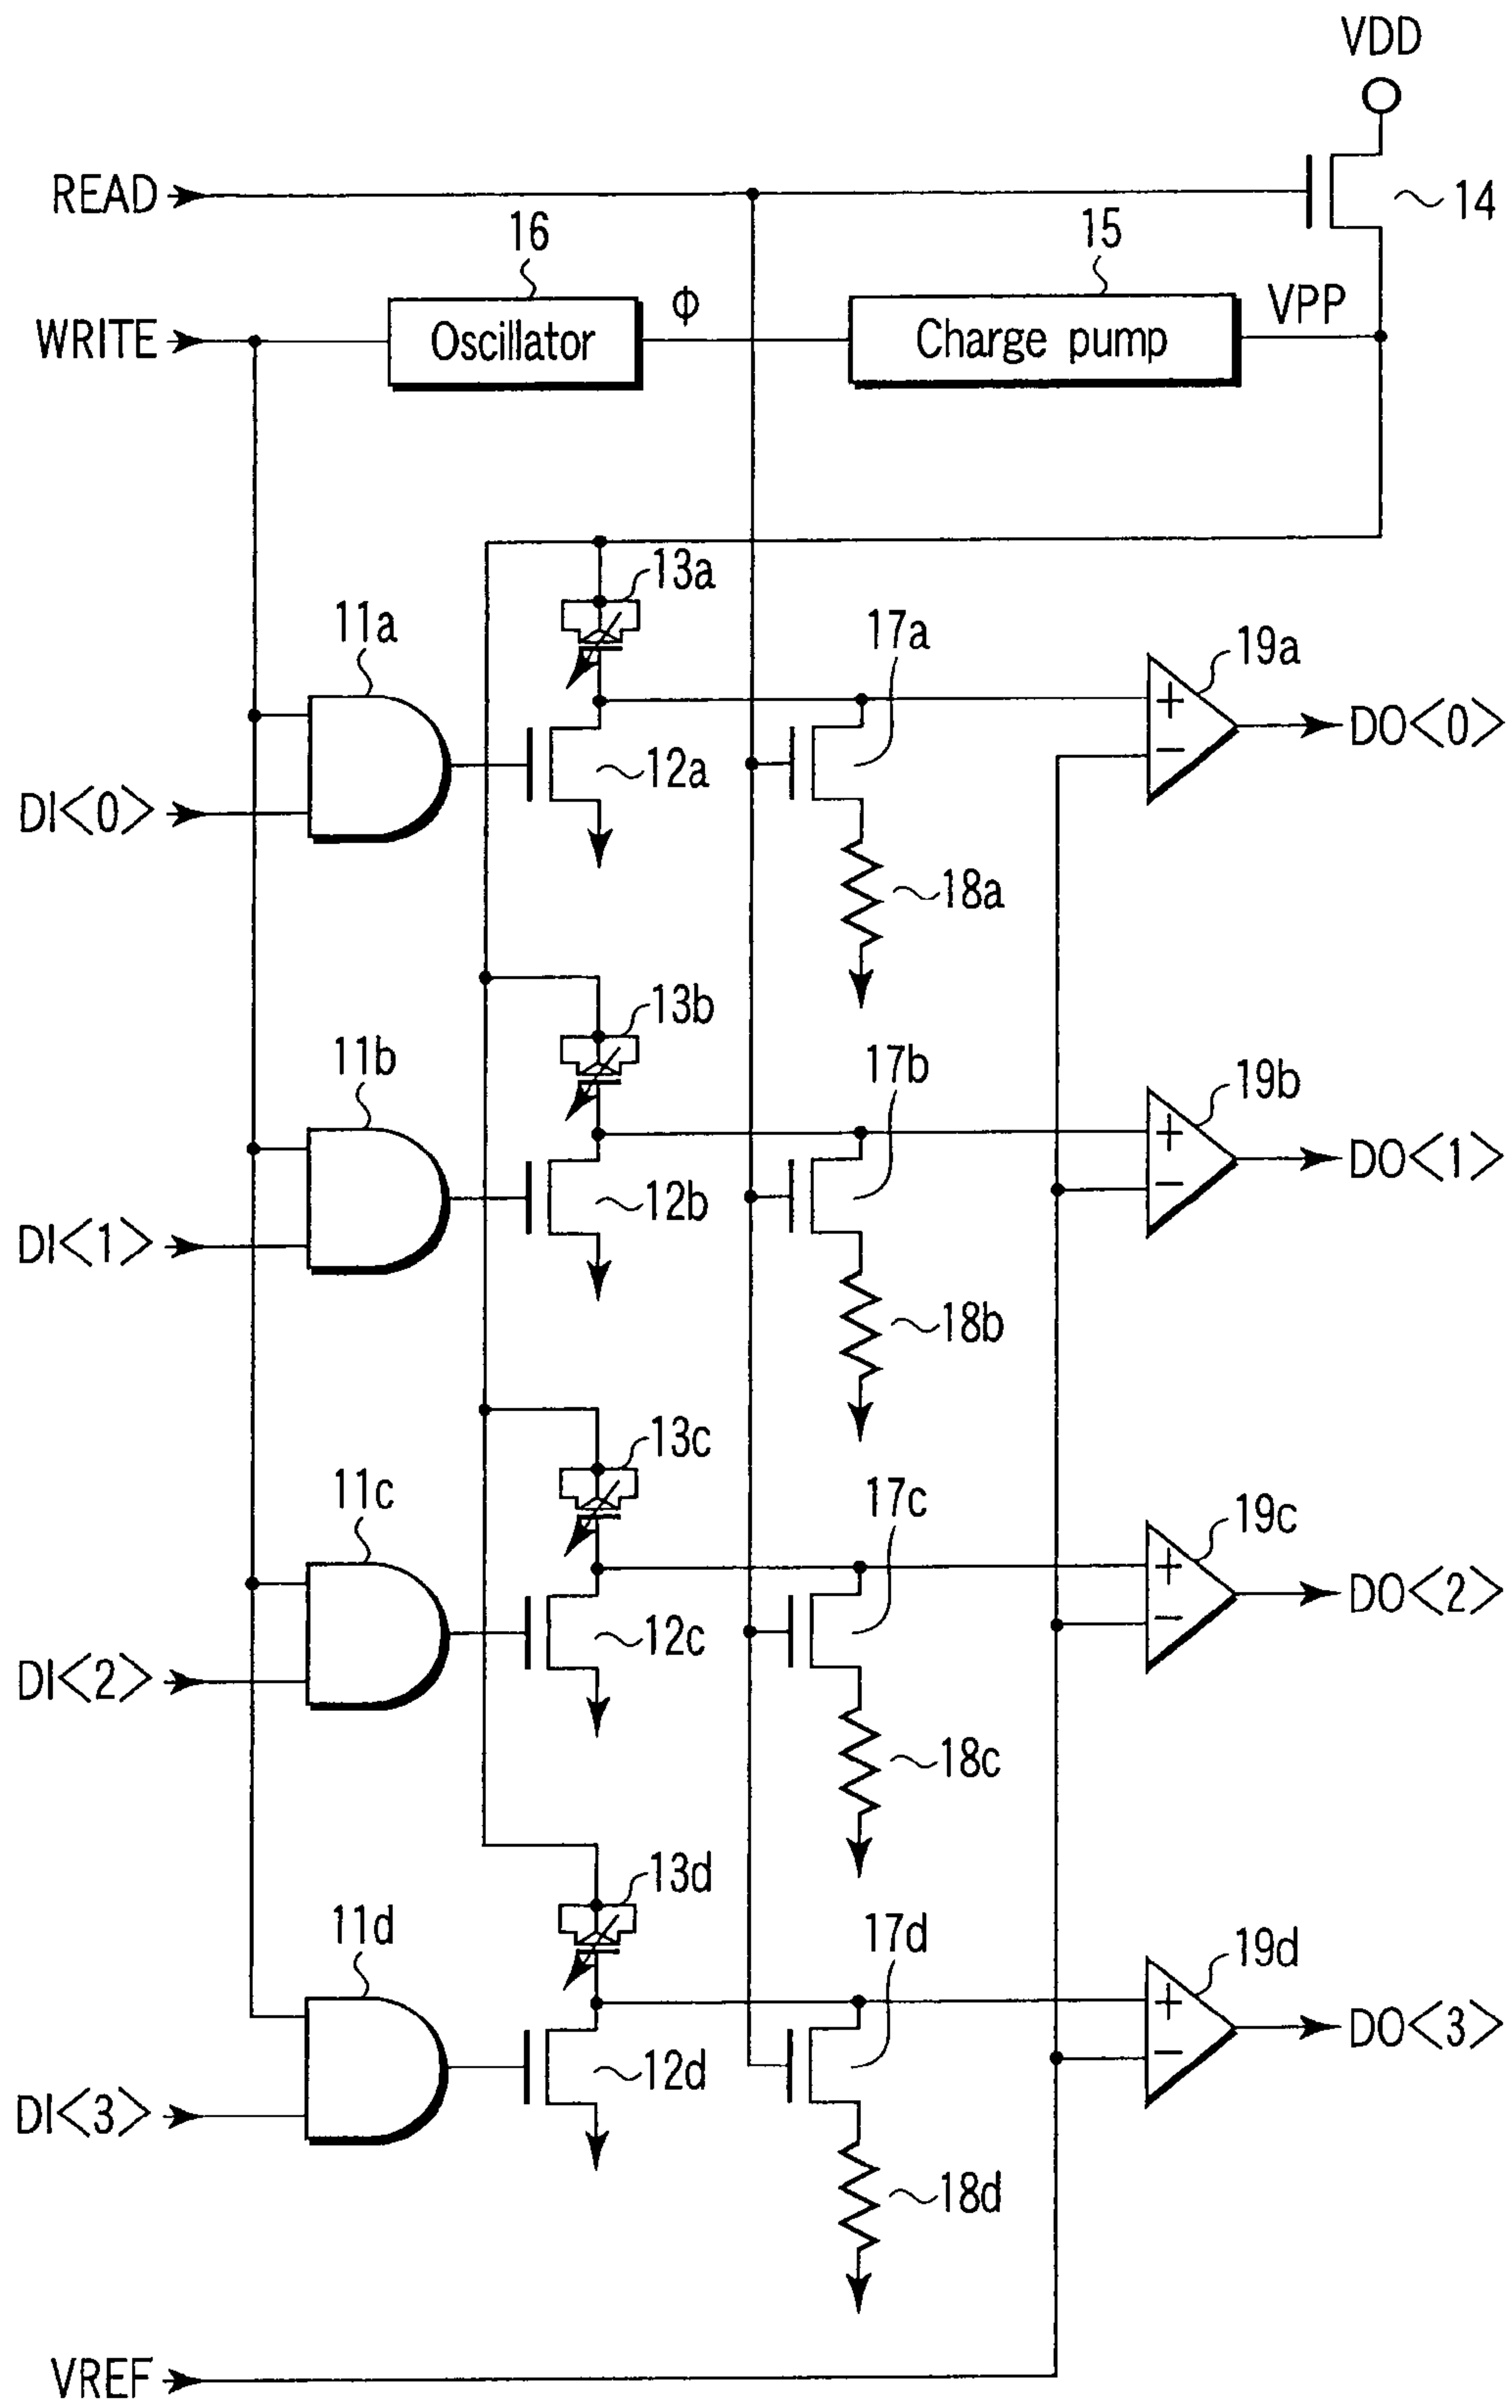 VDD
READ
14
16
15
WRITE
Oscillator
Φ
Charge pump
VPP
13a
11a
17a
19a
+
−
DO<0>
12a
DI<0>
18a
13b
11b
17b
19b
+
−
DO<1>
12b
DI<1>
18b
13c
11c
17c
19c
+
−
DO<2>
12c
DI<2>
18c
13d
11d
17d
19d
+
−
DO<3>
12d
DI<3>
18d
VREF